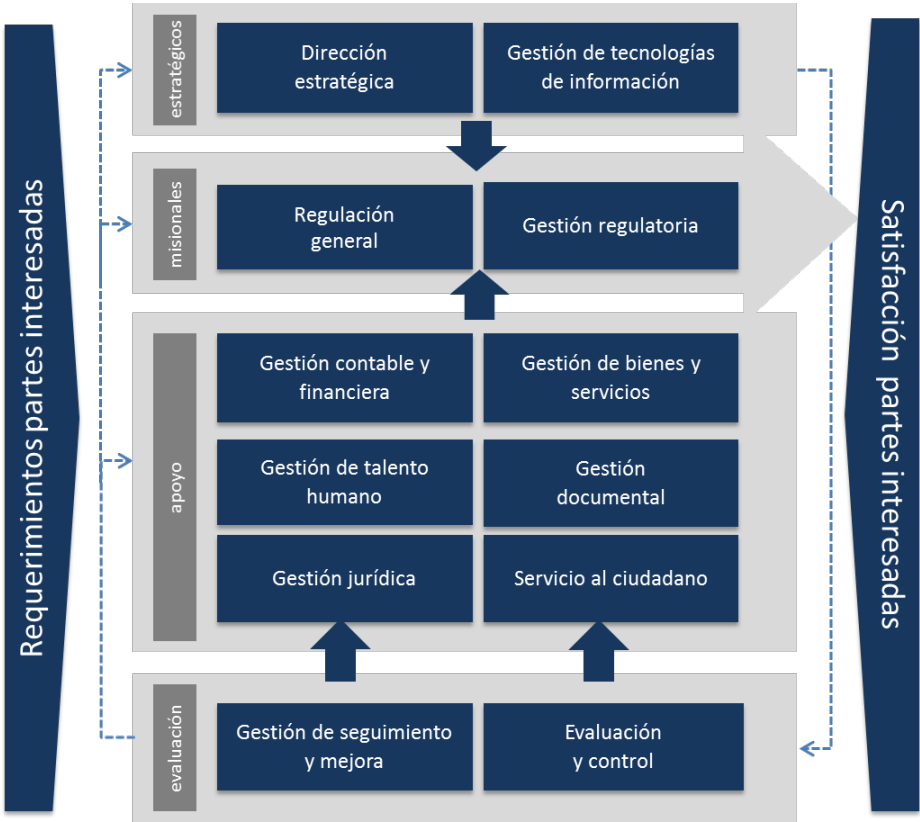 Requerimientos partes interesadas
estratégicos
Dirección
estratégica
Gestión de tecnologías
de información
misionales
Regulación
general
Gestión regulatoria
apoyo
Gestión contable y
financiera
Gestión de bienes y
servicios
Gestión de talento
humano
Gestión
documental
Gestión jurídica
Servicio al ciudadano
evaluación
Gestión de seguimiento
y mejora
Evaluación
y control
Satisfacción partes interesadas